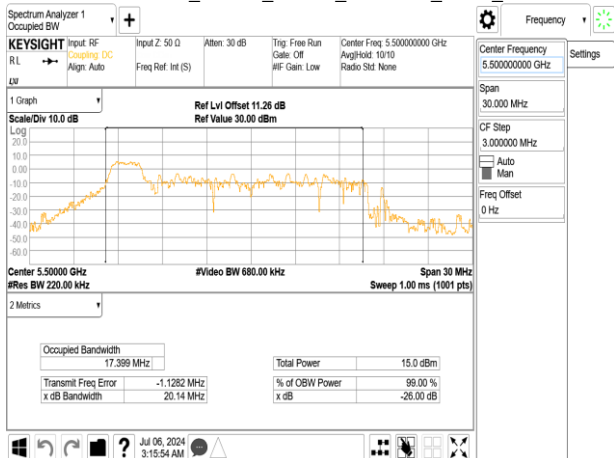 Spectrum Analyzer 1
Occupied BW
Frequency
KEYSIGHT
RL
LXI
Input: RF
Coupling: DC
Align: Auto
Input Z: 50 Ω
Freq Ref: Int (S)
Atten: 30 dB
Trig: Free Run
Gate: Off
#IF Gain: Low
Center Freq: 5.500000000 GHz
Avg|Hold: 10/10
Radio Std: None
Center Frequency
5.500000000 GHz
Settings
Span
30.000 MHz
CF Step
3.000000 MHz
Auto
Man
Freq Offset
0 Hz
1 Graph
Scale/Div 10.0 dB
Ref Lvl Offset 11.26 dB
Ref Value 30.00 dBm
Log
20.0
10.0
0.00
-10.0
-20.0
-30.0
-40.0
-50.0
-60.0
Center 5.50000 GHz
#Res BW 220.00 kHz
#Video BW 680.00 kHz
Span 30 MHz
Sweep 1.00 ms (1001 pts)
2 Metrics
Occupied Bandwidth
17.399 MHz
Transmit Freq Error -1.1282 MHz
x dB Bandwidth 20.14 MHz
Total Power 15.0 dBm
% of OBW Power 99.00 %
x dB -26.00 dB
?
Jul 06, 2024
3:15:54 AM